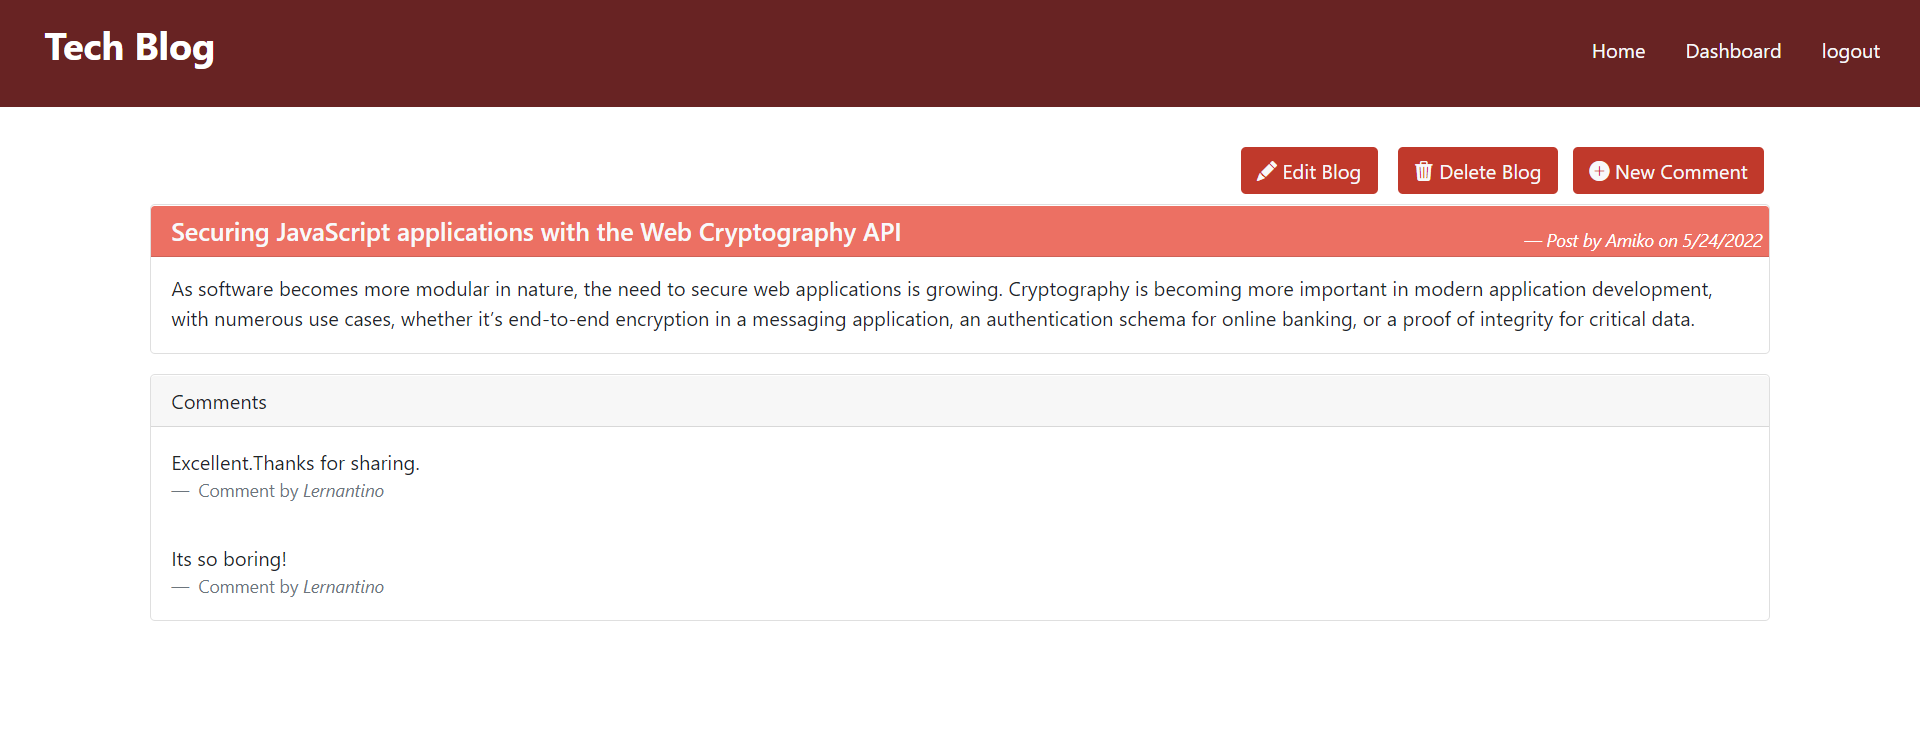 Tech Blog
Home Dashboard logout
Edit Blog Delete Blog New Comment
Securing JavaScript applications with the Web Cryptography API
— Post by Amiko on 5/24/2022
As software becomes more modular in nature, the need to secure web applications is growing. Cryptography is becoming more important in modern application development,
with numerous use cases, whether it’s end-to-end encryption in a messaging application, an authentication schema for online banking, or a proof of integrity for critical data.
Comments
Excellent.Thanks for sharing.
— Comment by Lernantino
Its so boring!
— Comment by Lernantino